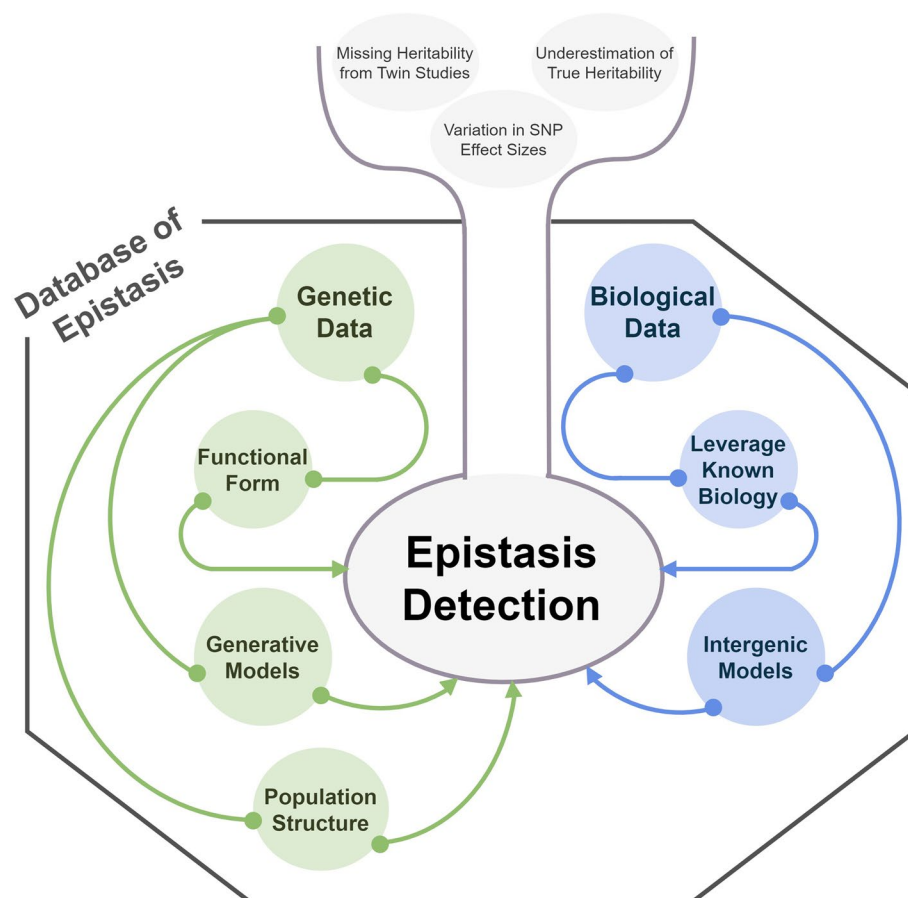 Missing Heritability
from Twin Studies
Underestimation of
True Heritability
Variation in SNP
Effect Sizes
Database of
Epistasis
Genetic
Data
Biological
Data
Functional
Form
Leverage
Known
Biology
Epistasis
Detection
Generative
Models
Intergenic
Models
Population
Structure